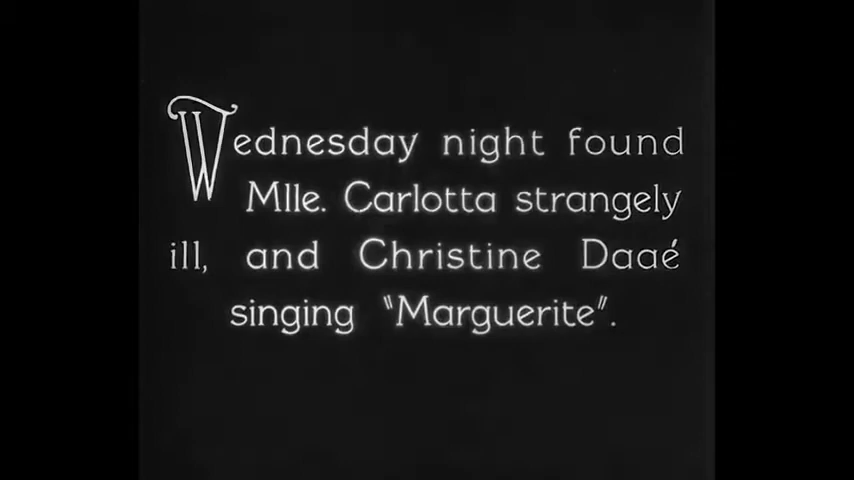 Wednesday night found
Mlle. Carlotta strangely
ill, and Christine Daaé
singing "Marguerite".